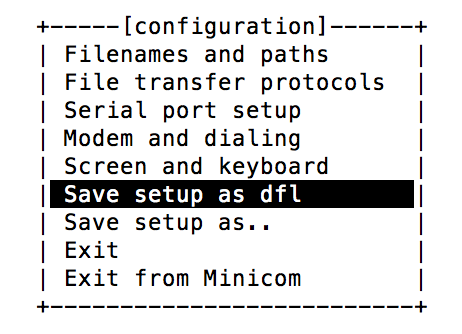 +-----[configuration]------+
| Filenames and paths      |
| File transfer protocols  |
| Serial port setup        |
| Modem and dialing        |
| Screen and keyboard      |
| Save setup as dfl        |
| Save setup as..          |
| Exit                     |
| Exit from Minicom        |
+--------------------------+